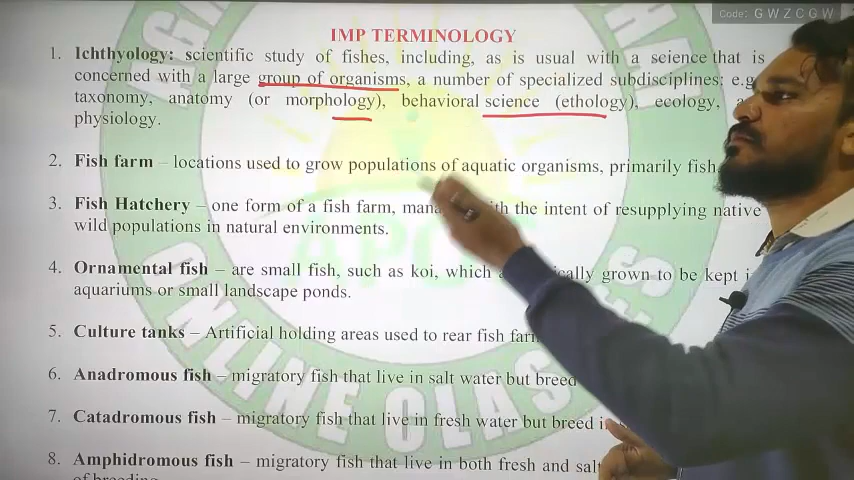 Code: G W Z C G W
IMP TERMINOLOGY
1. Ichthyology: scientific study of fishes, including, as is usual with a science that is
concerned with a large group of organisms, a number of specialized subdisciplines: e.g
taxonomy, anatomy (or morphology), behavioral science (ethology), ecology,
physiology.
2. Fish farm – locations used to grow populations of aquatic organisms, primarily fish
3. Fish Hatchery – one form of a fish farm, the intent of resupplying native
wild populations in natural environments.
4. Ornamental fish – are small fish, such as koi, which grown to be kept
aquariums or small landscape ponds.
5. Culture tanks – Artificial holding areas used to rear fish
6. Anadromous fish – migratory fish that live in salt water but breed
7. Catadromous fish – migratory fish that live in fresh water but breed
8. Amphidromous fish – migratory fish that live in both fresh and salt
ONLINE CLASSES